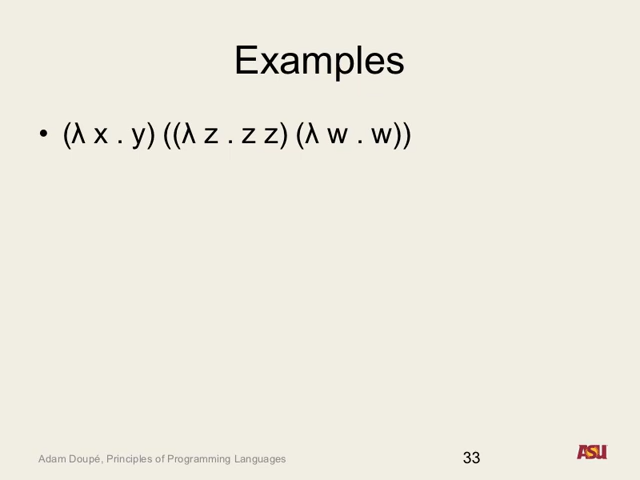 Examples
• (λ x . y) ((λ z . z z) (λ w . w))
Adam Doupé, Principles of Programming Languages
33
ASU